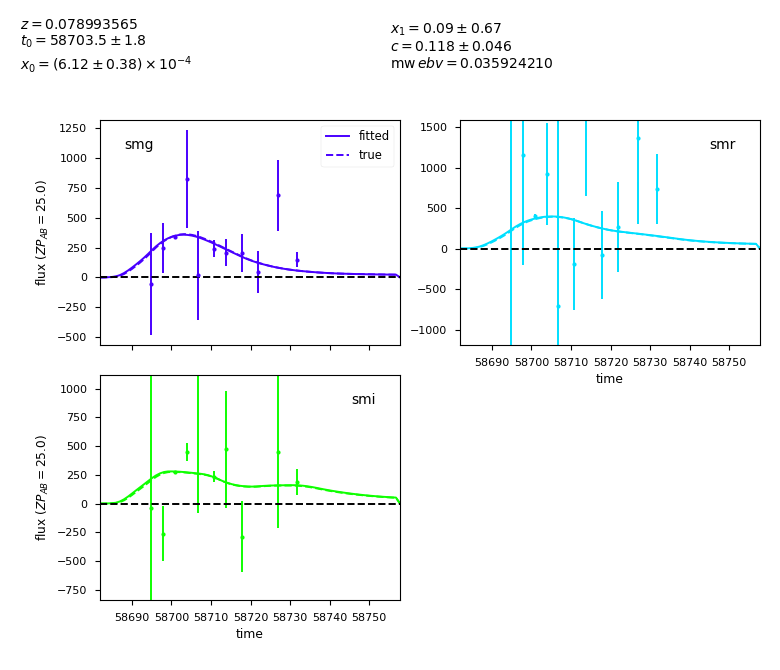 z = 0.078993565
t₀ = 58703.5 ± 1.8
x₀ = (6.12 ± 0.38) × 10⁻⁴
x₁ = 0.09 ± 0.67
c = 0.118 ± 0.046
mw ebv = 0.035924210
smg
fitted
true
1250
1000
750
500
250
0
−250
−500
flux (ZP_AB = 25.0)
smr
1500
1000
500
0
−500
−1000
58690 58700 58710 58720 58730 58740 58750
time
smi
1000
750
500
250
0
−250
−500
−750
flux (ZP_AB = 25.0)
58690 58700 58710 58720 58730 58740 58750
time